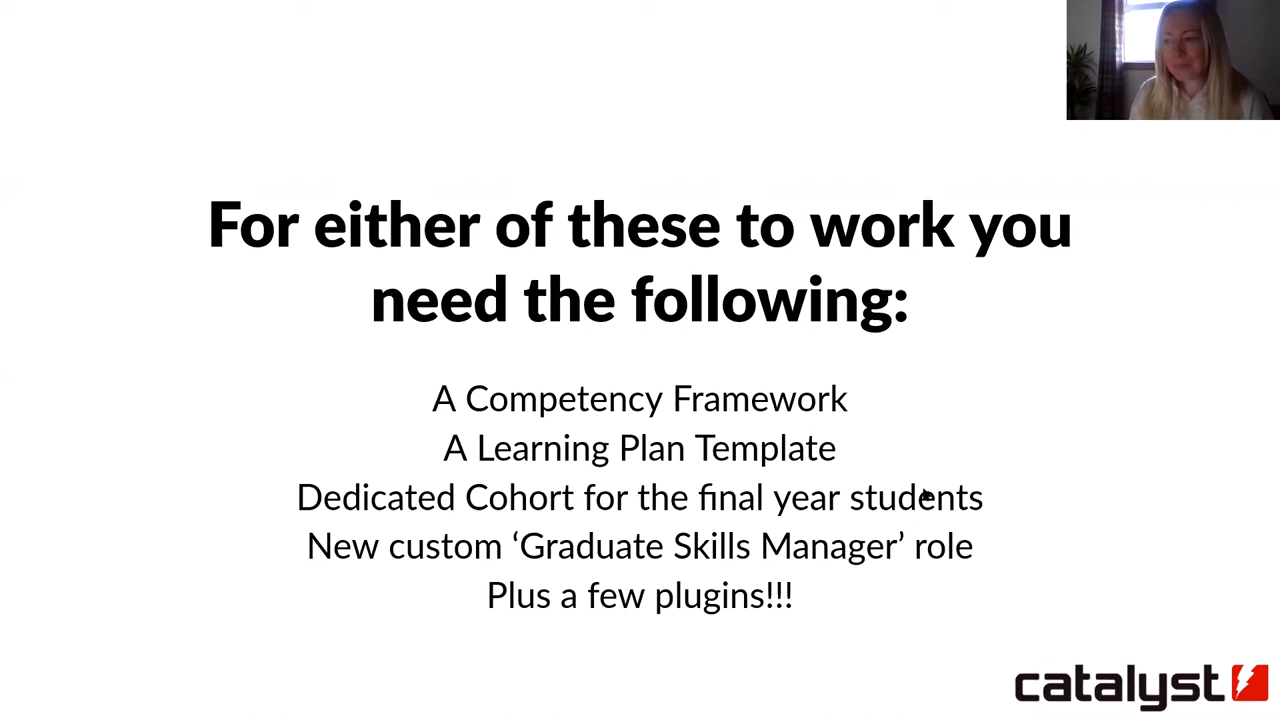 For either of these to work you
need the following:
A Competency Framework
A Learning Plan Template
Dedicated Cohort for the final year students
New custom ‘Graduate Skills Manager’ role
Plus a few plugins!!!
catalyst